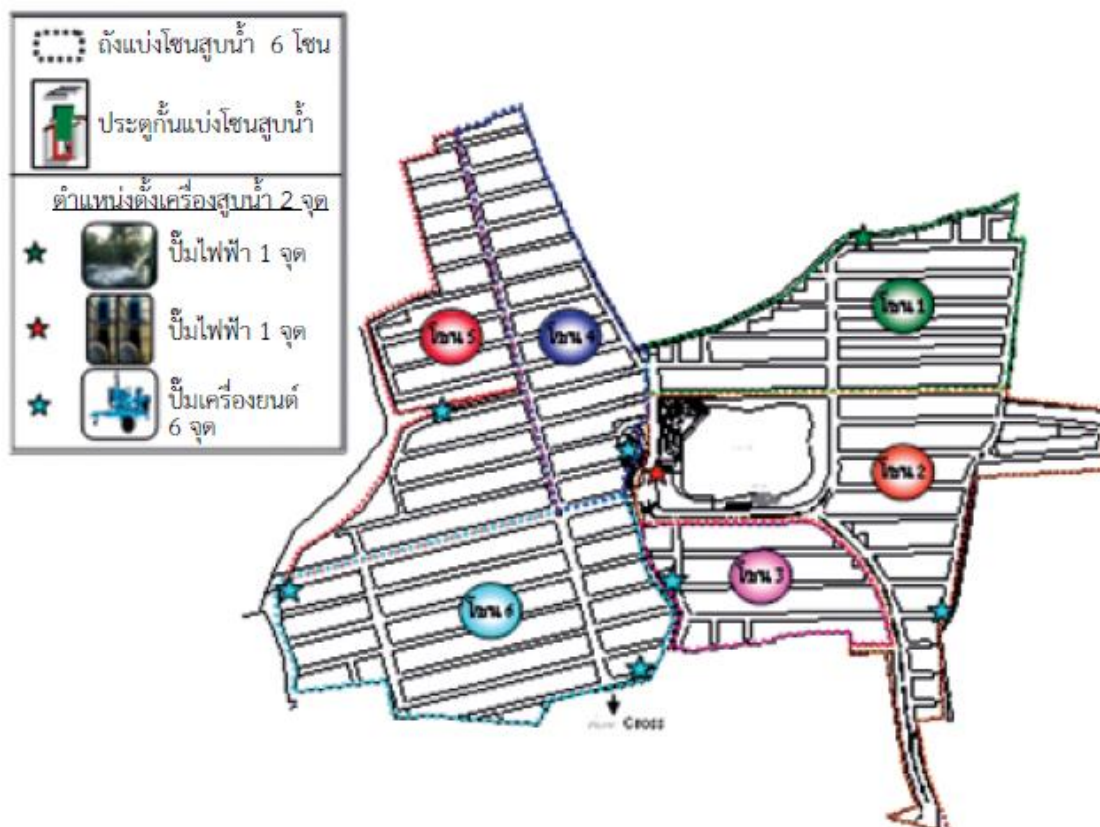 ถังแบ่งโซนสูบน้ำ 6 โซน
ประตูกั้นแบ่งโซนสูบน้ำ
ตำแหน่งตั้งเครื่องสูบน้ำ 2 จุด
ปั๊มไฟฟ้า 1 จุด
ปั๊มไฟฟ้า 1 จุด
ปั๊มเครื่องยนต์
6 จุด
โซน 1
โซน 5
โซน 4
โซน 2
โซน 3
โซน 6
Cross